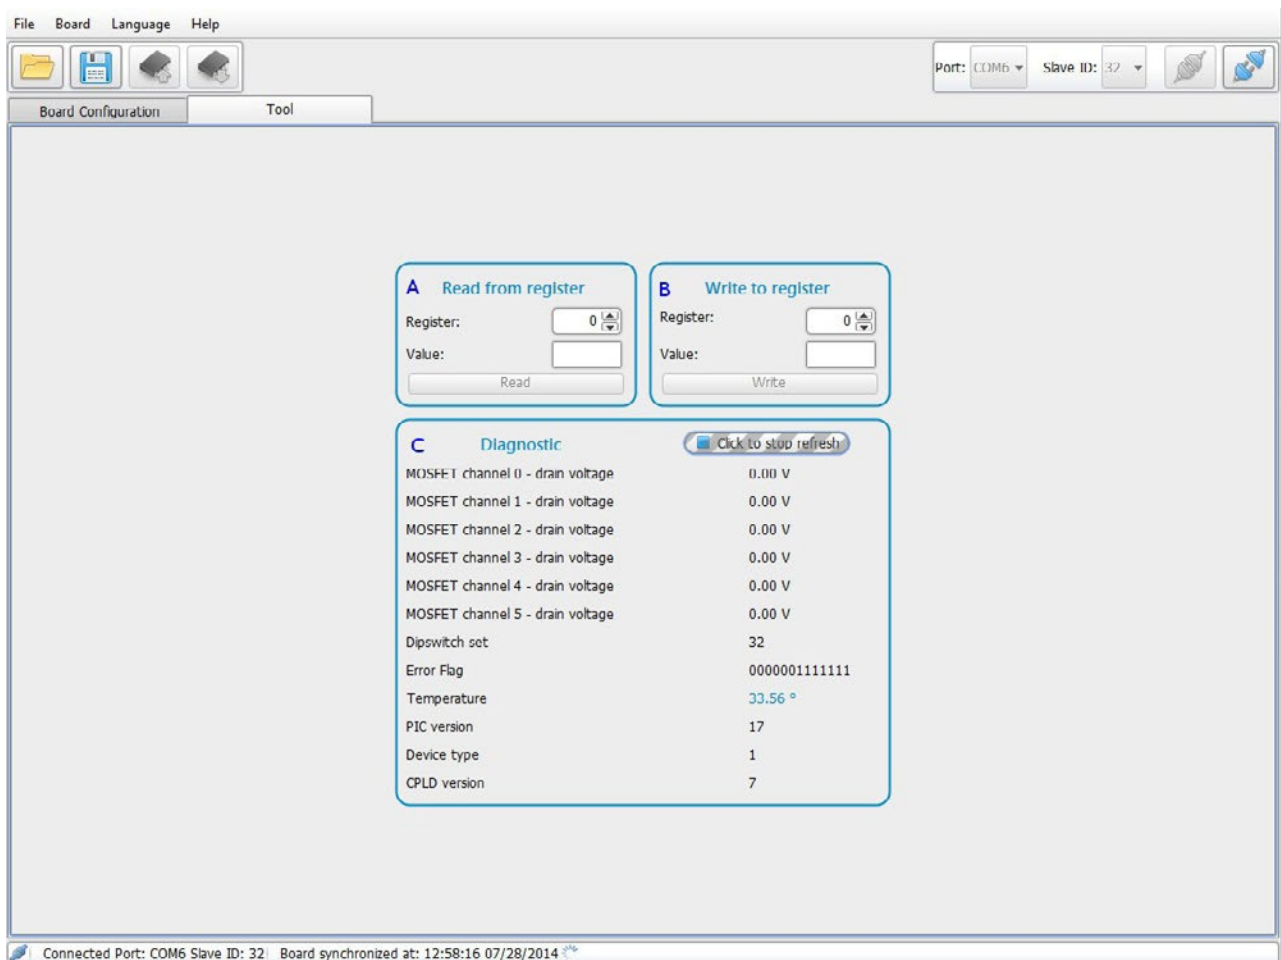 File Board Language Help
Port: COM6 Slave ID: 32
Board Configuration Tool
A Read from register
Register: 0
Value:
Read
B Write to register
Register: 0
Value:
Write
C Diagnostic Click to stop refresh
MOSFET channel 0 - drain voltage 0.00 V
MOSFET channel 1 - drain voltage 0.00 V
MOSFET channel 2 - drain voltage 0.00 V
MOSFET channel 3 - drain voltage 0.00 V
MOSFET channel 4 - drain voltage 0.00 V
MOSFET channel 5 - drain voltage 0.00 V
Dipswitch set 32
Error Flag 0000001111111
Temperature 33.56 °
PIC version 17
Device type 1
CPLD version 7
Connected Port: COM6 Slave ID: 32 Board synchronized at: 12:58:16 07/28/2014